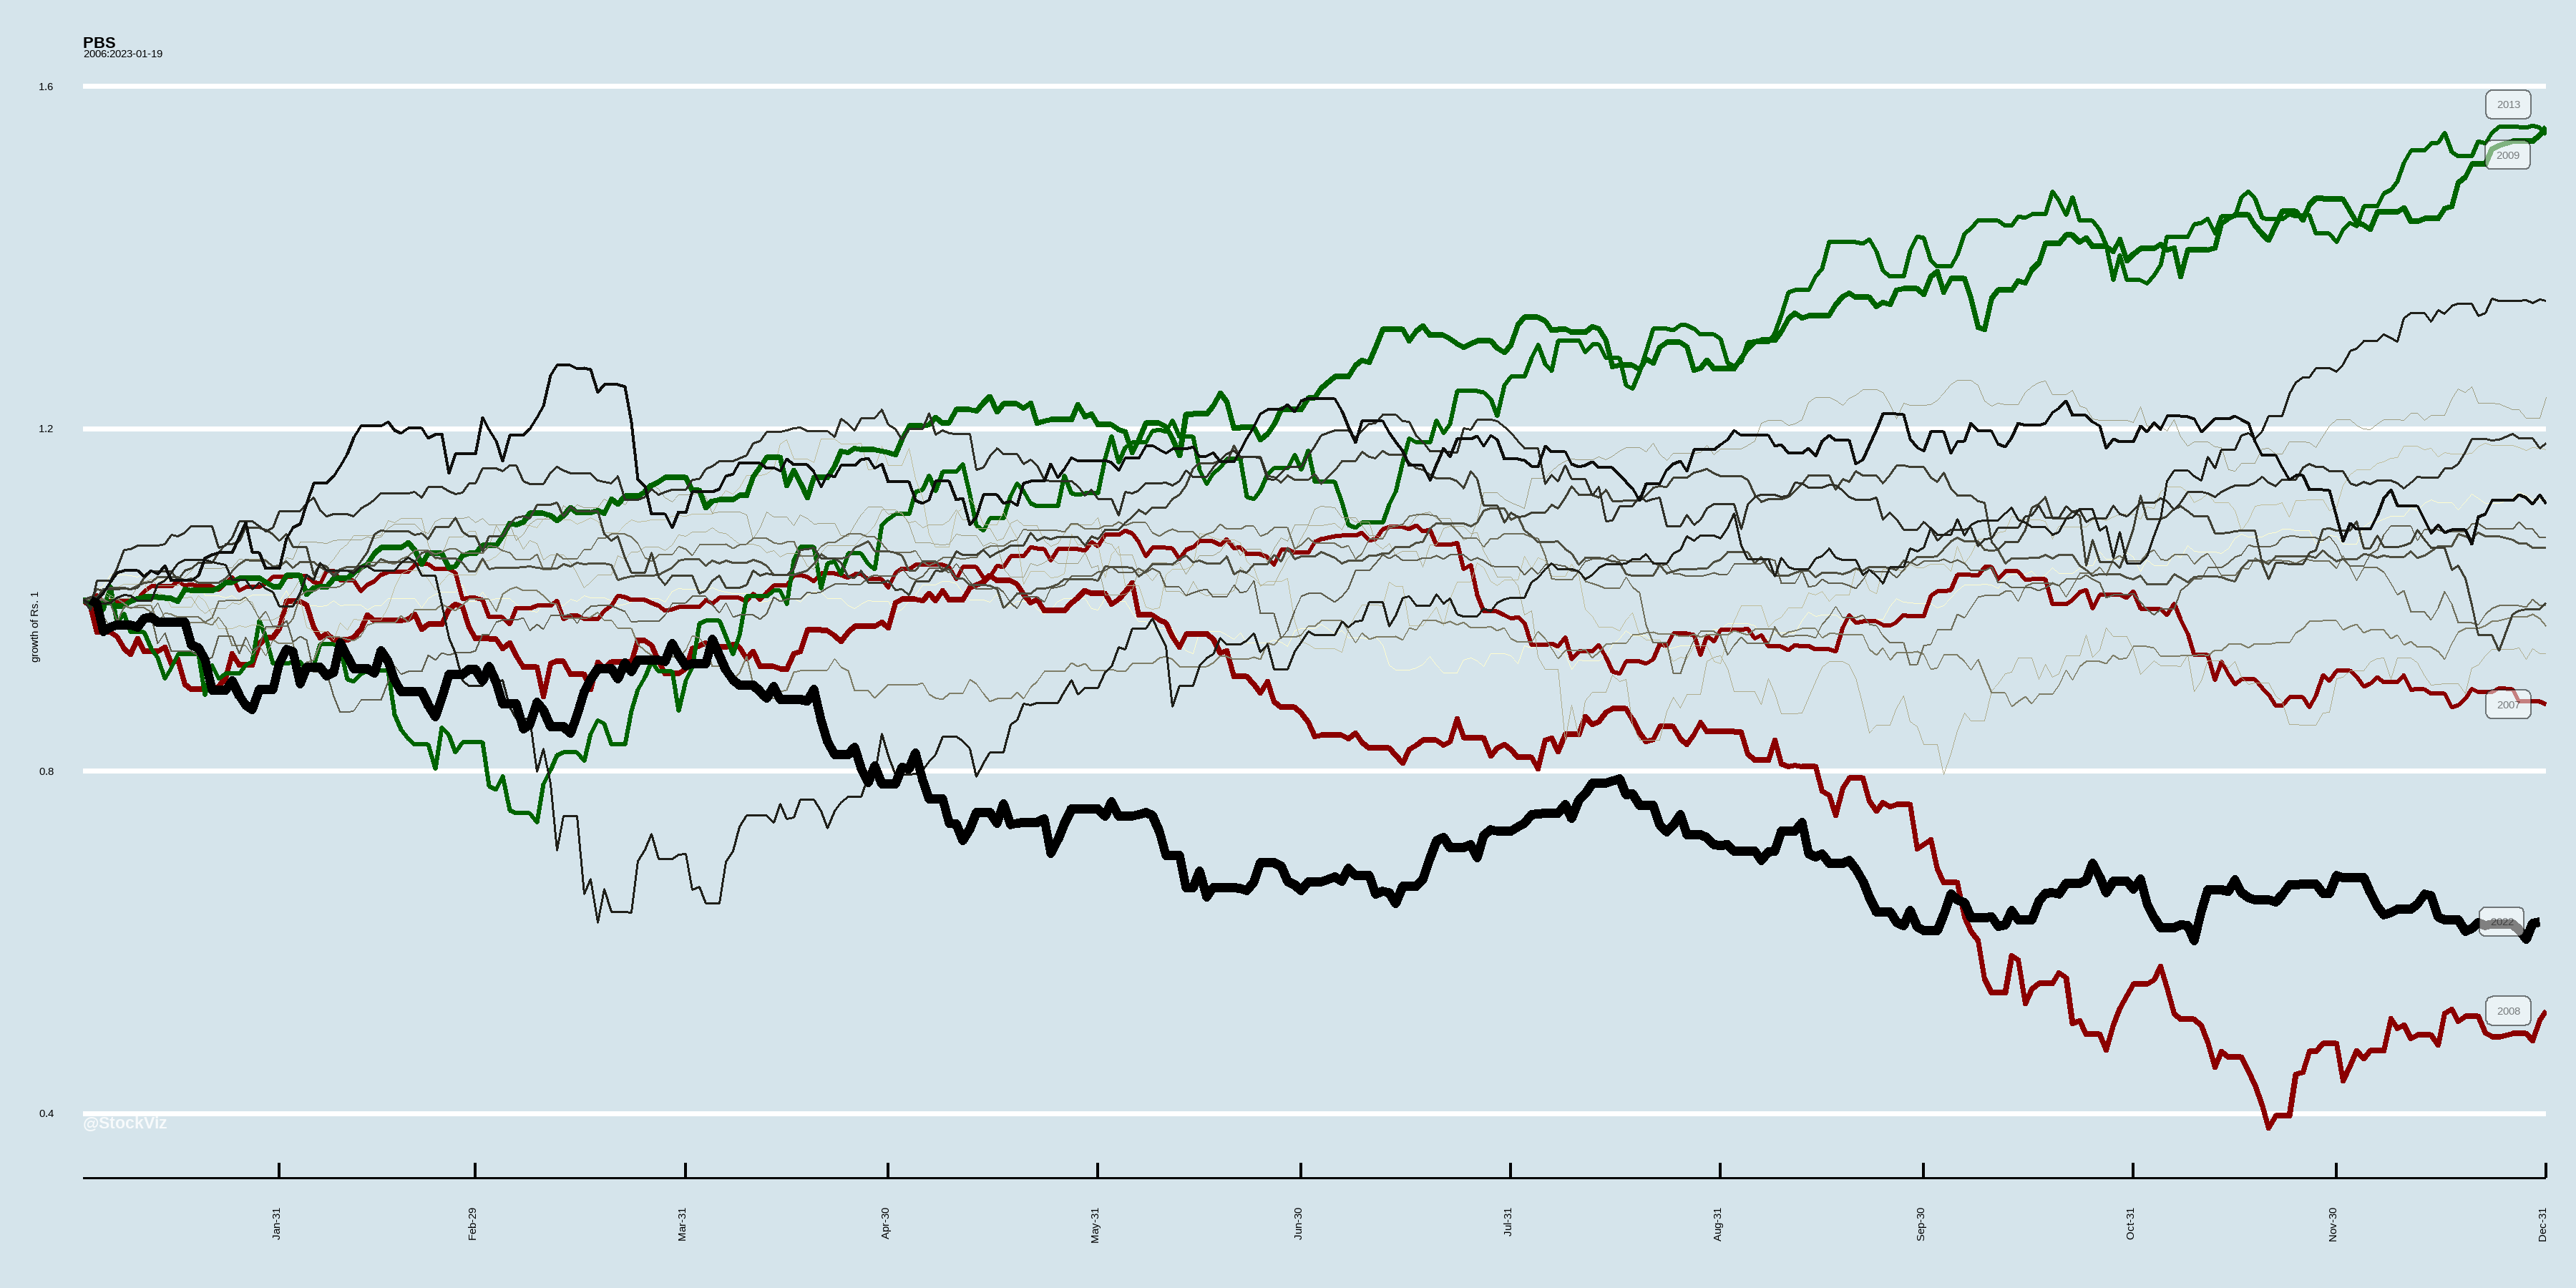 PBS
2006:2023-01-19
growth of Rs. 1
1.6
1.2
0.8
0.4
2013
2009
2007
2022
2008
@StockViz
Jan-31
Feb-29
Mar-31
Apr-30
May-31
Jun-30
Jul-31
Aug-31
Sep-30
Oct-31
Nov-30
Dec-31